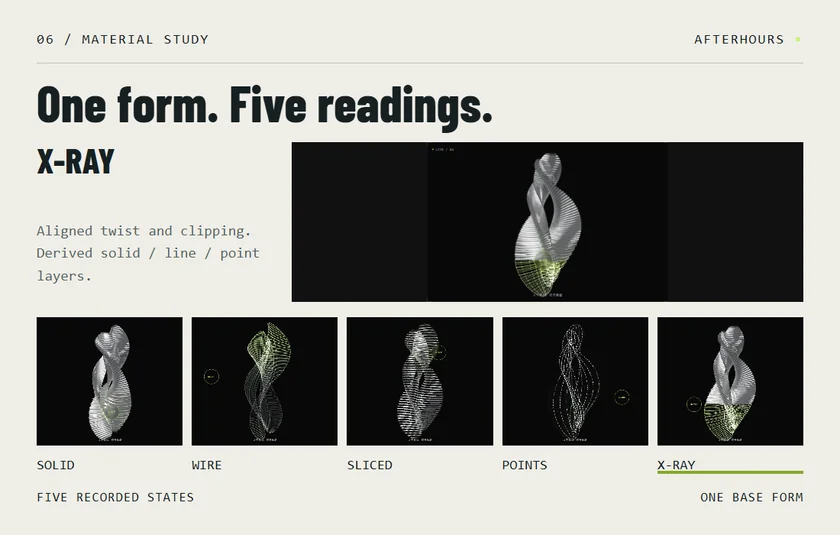 06 / MATERIAL STUDY
AFTERHOURS
One form. Five readings.
X-RAY
Aligned twist and clipping.
Derived solid / line / point
layers.
SOLID
WIRE
SLICED
POINTS
X-RAY
FIVE RECORDED STATES
ONE BASE FORM